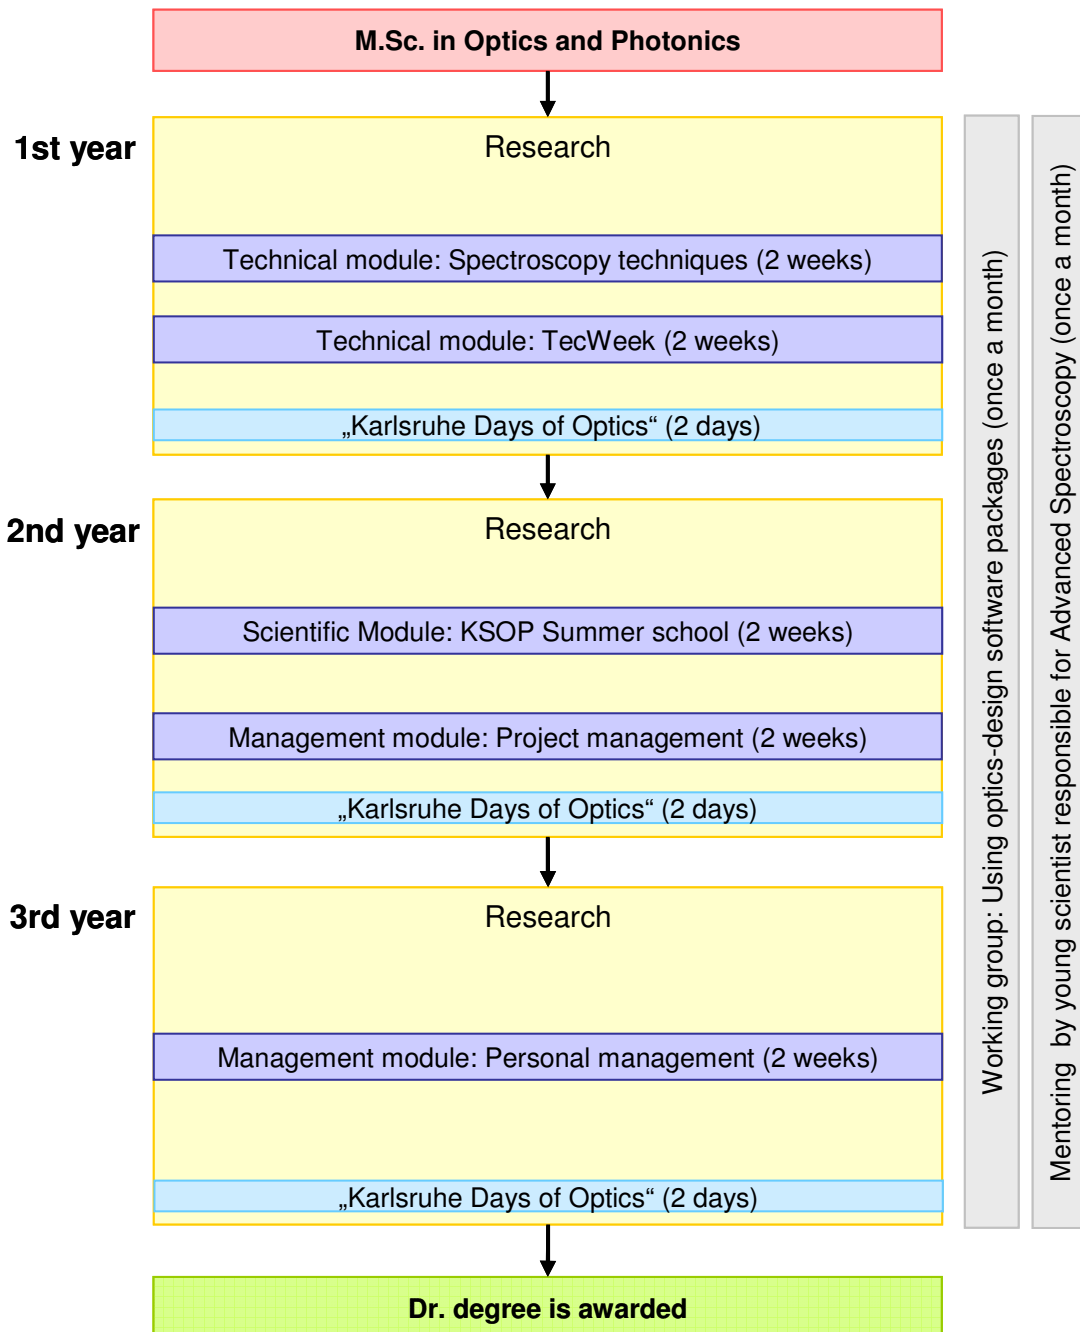 M.Sc. in Optics and Photonics
1st year
Research
Technical module: Spectroscopy techniques (2 weeks)
Technical module: TecWeek (2 weeks)
„Karlsruhe Days of Optics“ (2 days)
2nd year
Research
Scientific Module: KSOP Summer school (2 weeks)
Management module: Project management (2 weeks)
„Karlsruhe Days of Optics“ (2 days)
3rd year
Research
Management module: Personal management (2 weeks)
„Karlsruhe Days of Optics“ (2 days)
Dr. degree is awarded
Working group: Using optics-design software packages (once a month)
Mentoring by young scientist responsible for Advanced Spectroscopy (once a month)